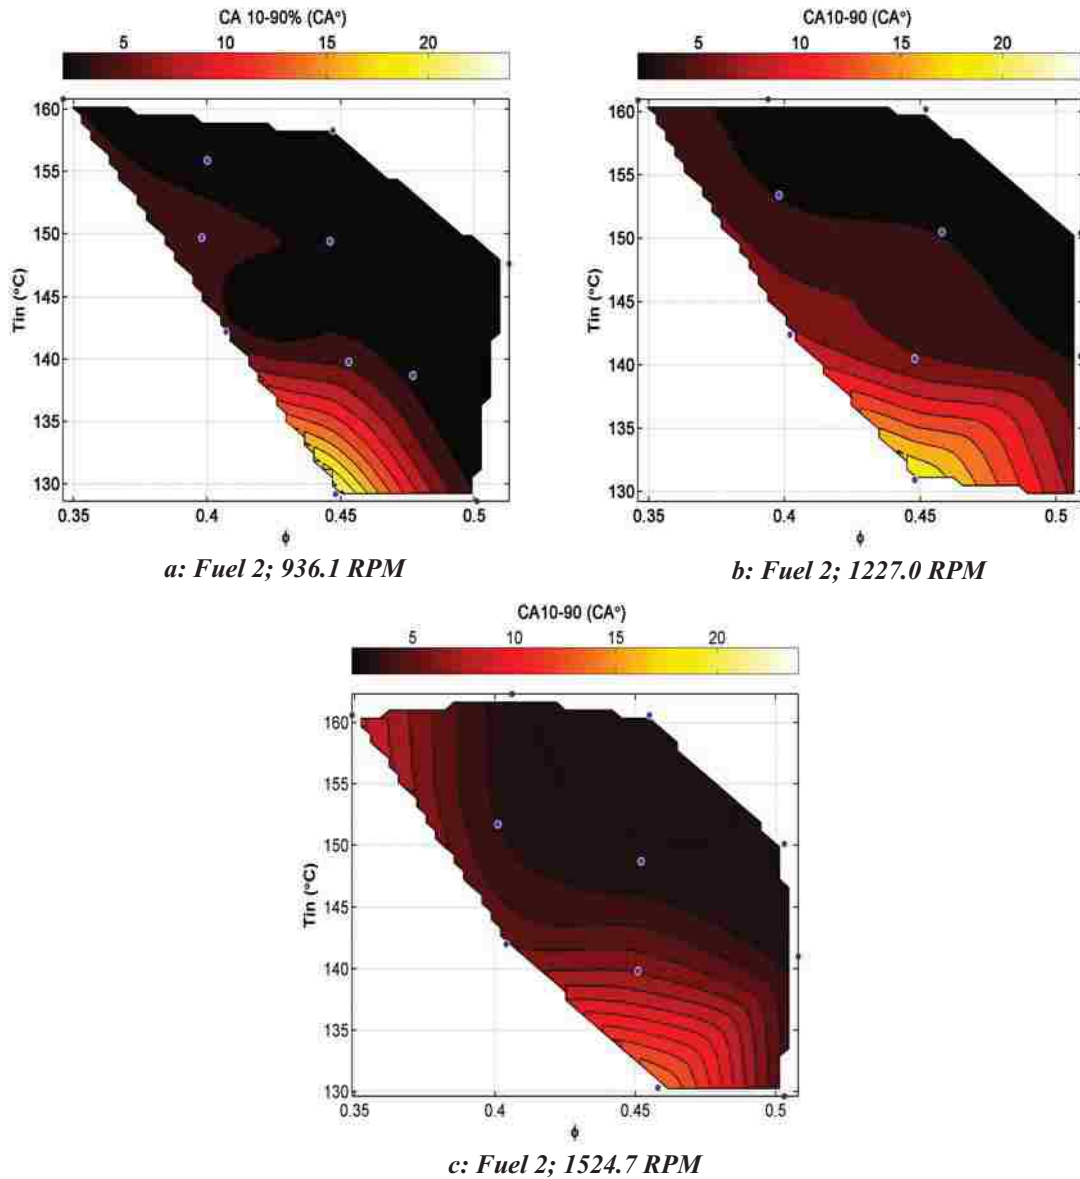 CA 10-90% (CA°)
5 10 15 20
160
155
150
145
140
135
130
Tin (°C)
0.35 0.4 0.45 0.5
ϕ
a: Fuel 2; 936.1 RPM
CA10-90 (CA°)
5 10 15 20
160
155
150
145
140
135
130
Tin (°C)
0.35 0.4 0.45 0.5
ϕ
b: Fuel 2; 1227.0 RPM
CA10-90 (CA°)
5 10 15 20
160
155
150
145
140
135
130
Tin (°C)
0.35 0.4 0.45 0.5
ϕ
c: Fuel 2; 1524.7 RPM